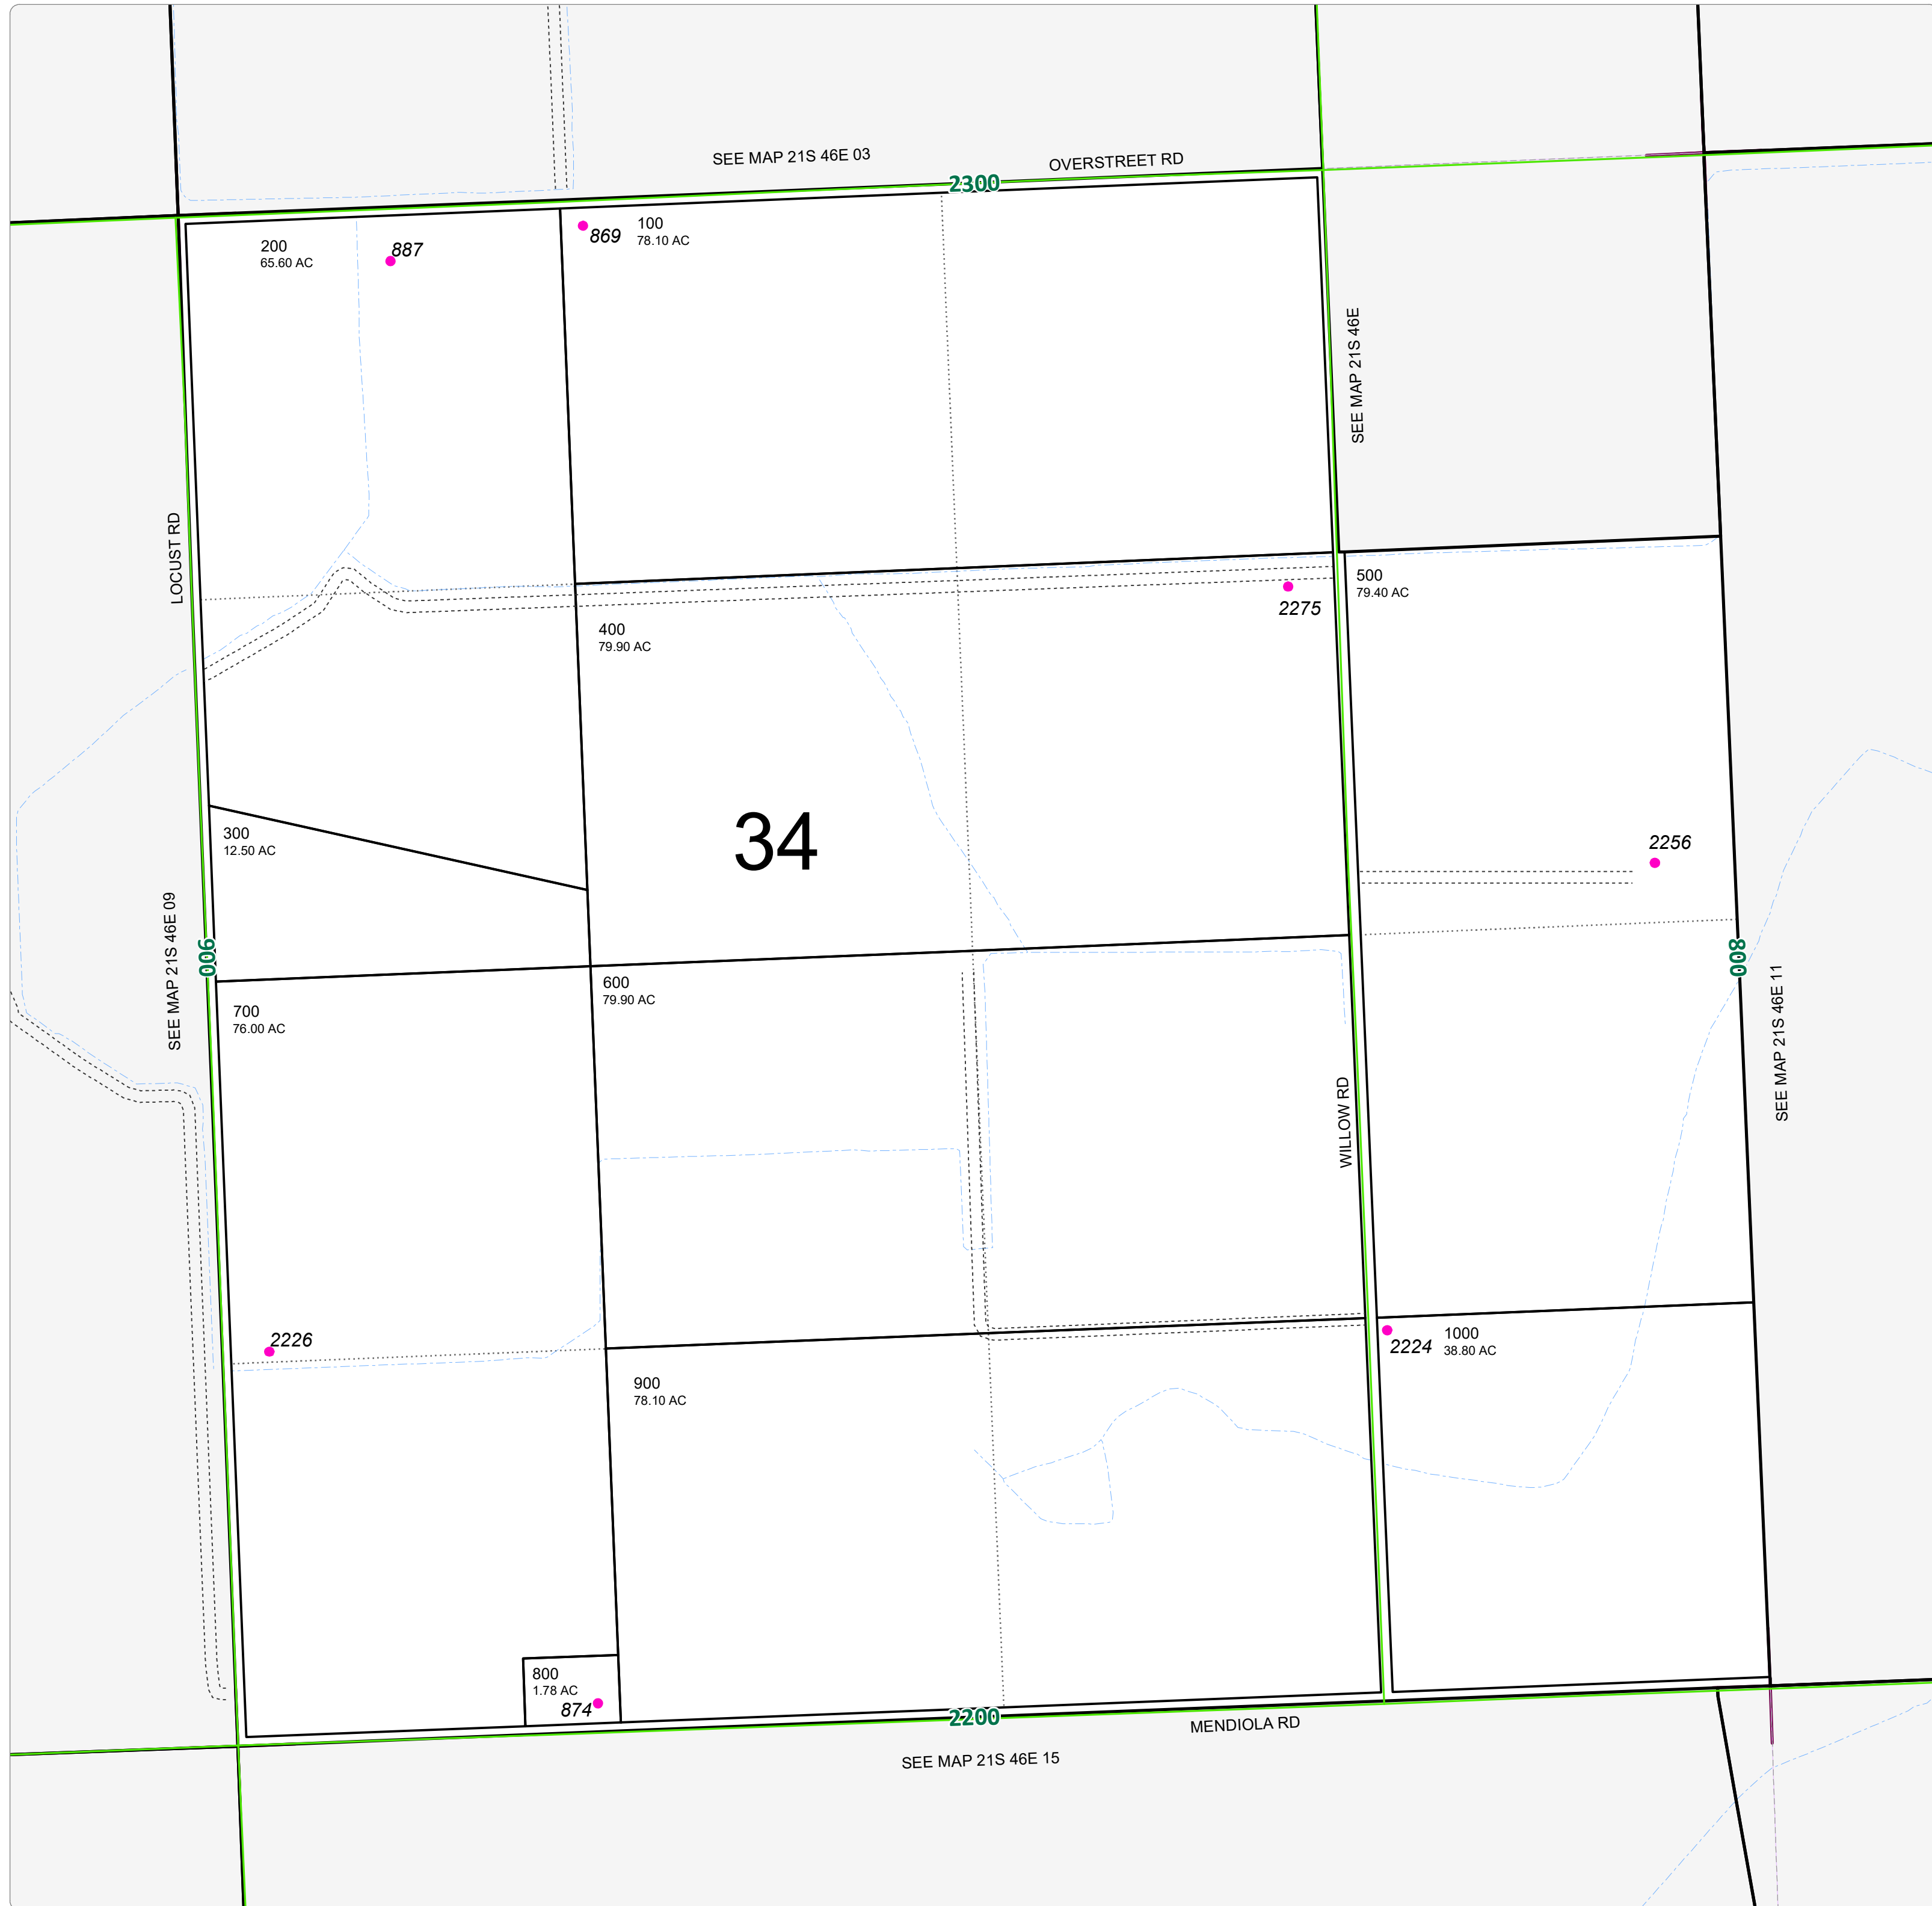 SEE MAP 21S 46E 03
OVERSTREET RD
2300
200
65.60 AC
887
869
100
78.10 AC
SEE MAP 21S 46E
LOCUST RD
500
79.40 AC
2275
400
79.90 AC
34
300
12.50 AC
2256
SEE MAP 21S 46E 09
900
800
SEE MAP 21S 46E 11
700
76.00 AC
600
79.90 AC
WILLOW RD
2226
2224
1000
38.80 AC
900
78.10 AC
800
1.78 AC
874
2200
MENDIOLA RD
SEE MAP 21S 46E 15